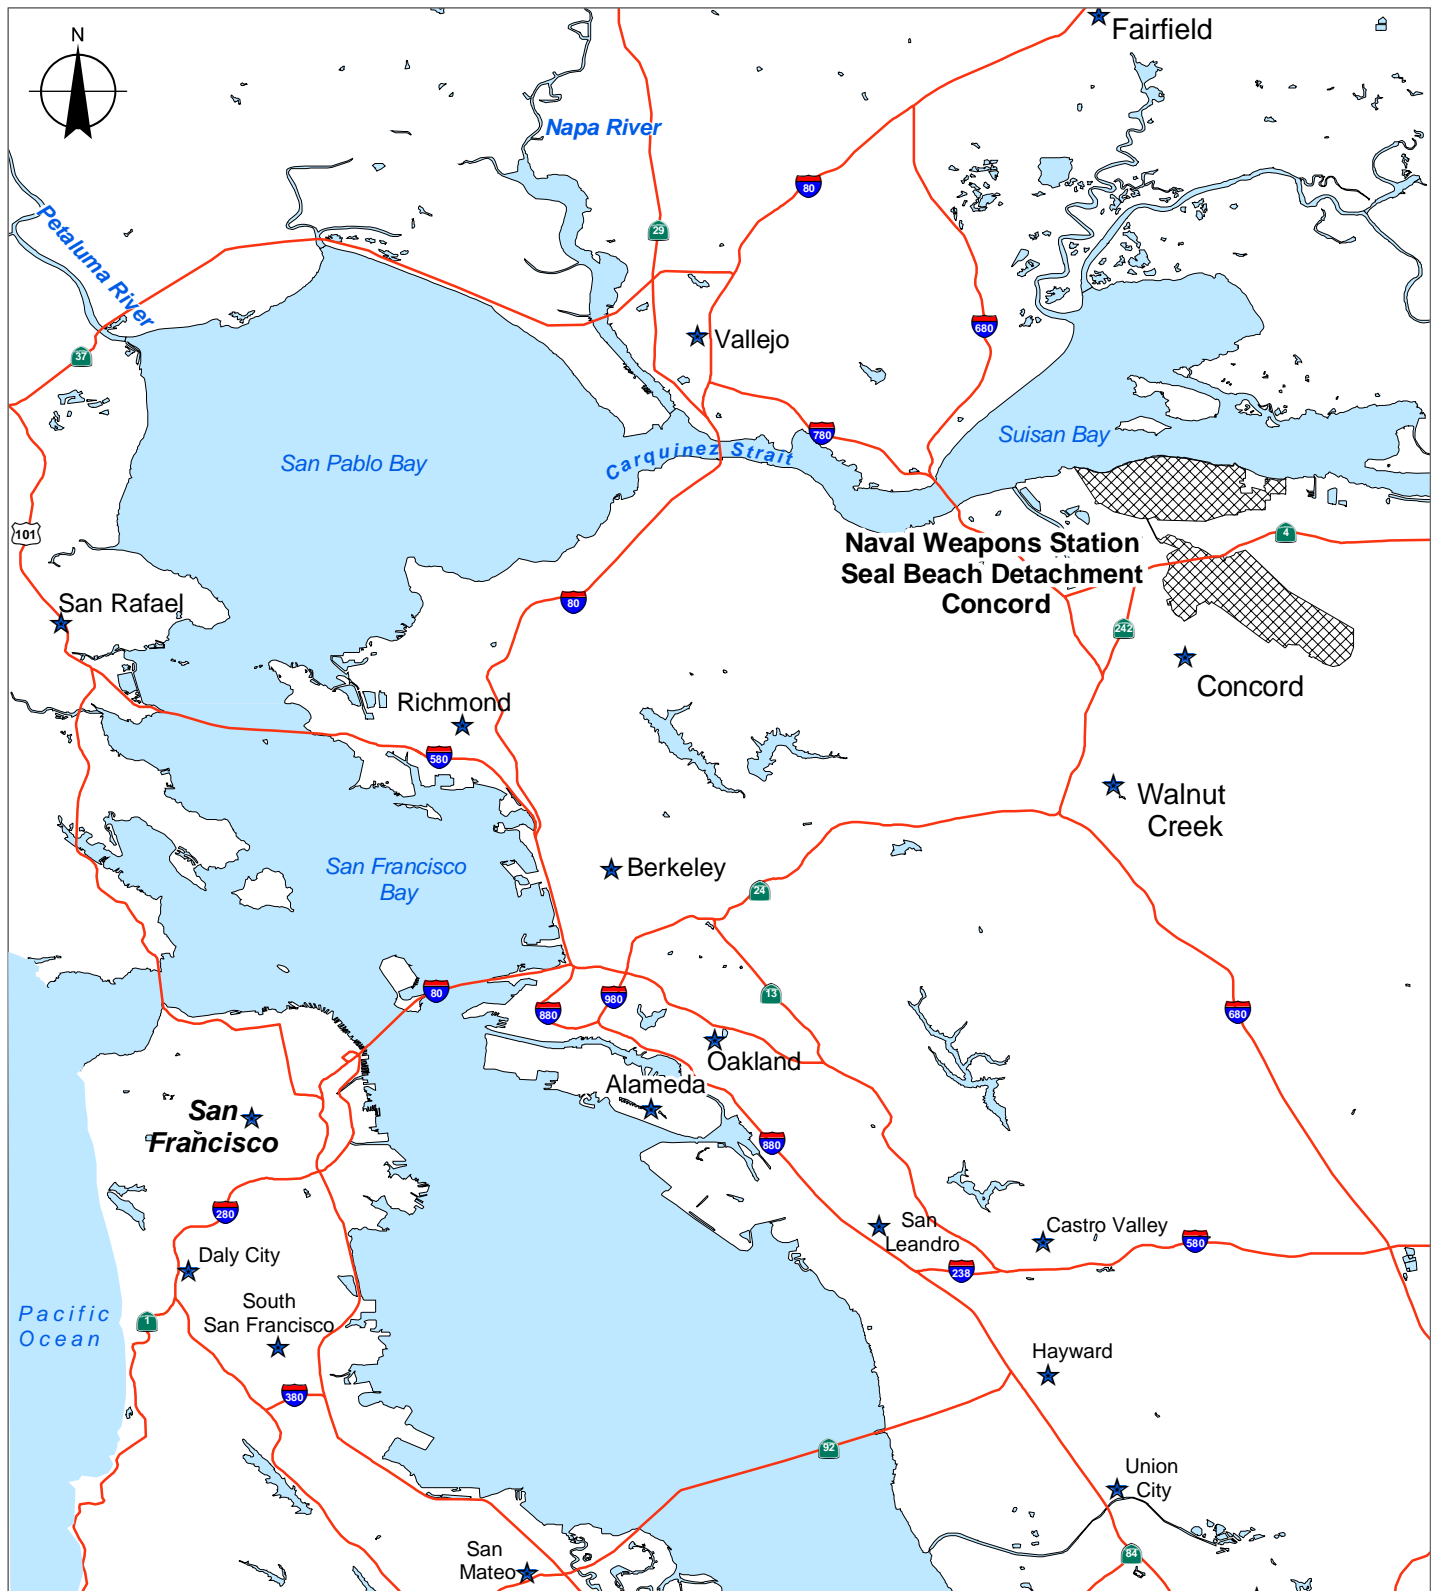 N
Fairfield
Napa River
80
Petaluma River
29
680
37
Vallejo
780
Suisan Bay
San Pablo Bay
Carquinez Strait
101
4
Naval Weapons Station
Seal Beach Detachment
Concord
80
San Rafael
242
Concord
Richmond
580
Walnut
Creek
San Francisco
Bay
Berkeley
24
80
980
13
880
680
Oakland
Alameda
San
Francisco
880
280
San
Leandro
Castro Valley
580
Daly City
238
Pacific
Ocean
1
South
San Francisco
Hayward
380
92
Union
City
San
Mateo
84